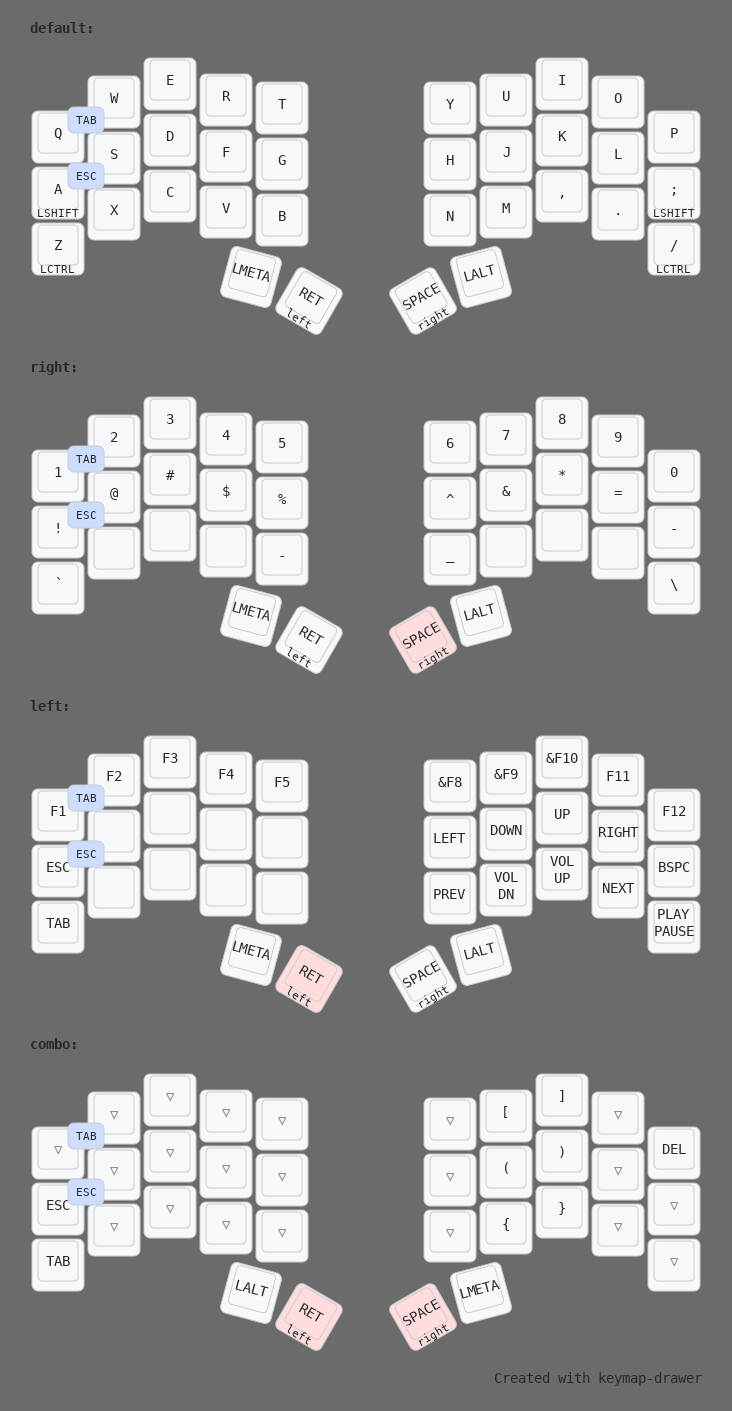 default:
Q W E R T Y U I O P
TAB
A S D F G H J K L ;
LSHIFT ESC LSHIFT
Z X C V B N M , . /
LCTRL LCTRL
LMETA RET SPACE LALT
left right
right:
1 2 3 4 5 6 7 8 9 0
TAB
! @ # $ % ^ & * = -
ESC
` - _ \
LMETA RET SPACE LALT
left right
left:
F1 F2 F3 F4 F5 &F8 &F9 &F10 F11 F12
TAB
ESC LEFT DOWN UP RIGHT BSPC
ESC
TAB PREV VOL DN VOL UP NEXT PLAY PAUSE
LMETA RET SPACE LALT
left right
combo:
▽ ▽ ▽ ▽ ▽ ▽ [ ] ▽ DEL
TAB
ESC ▽ ▽ ▽ ▽ ▽ ( ) ▽ ▽
ESC
TAB ▽ ▽ ▽ ▽ ▽ { } ▽ ▽
LALT RET SPACE LMETA
left right
Created with keymap-drawer